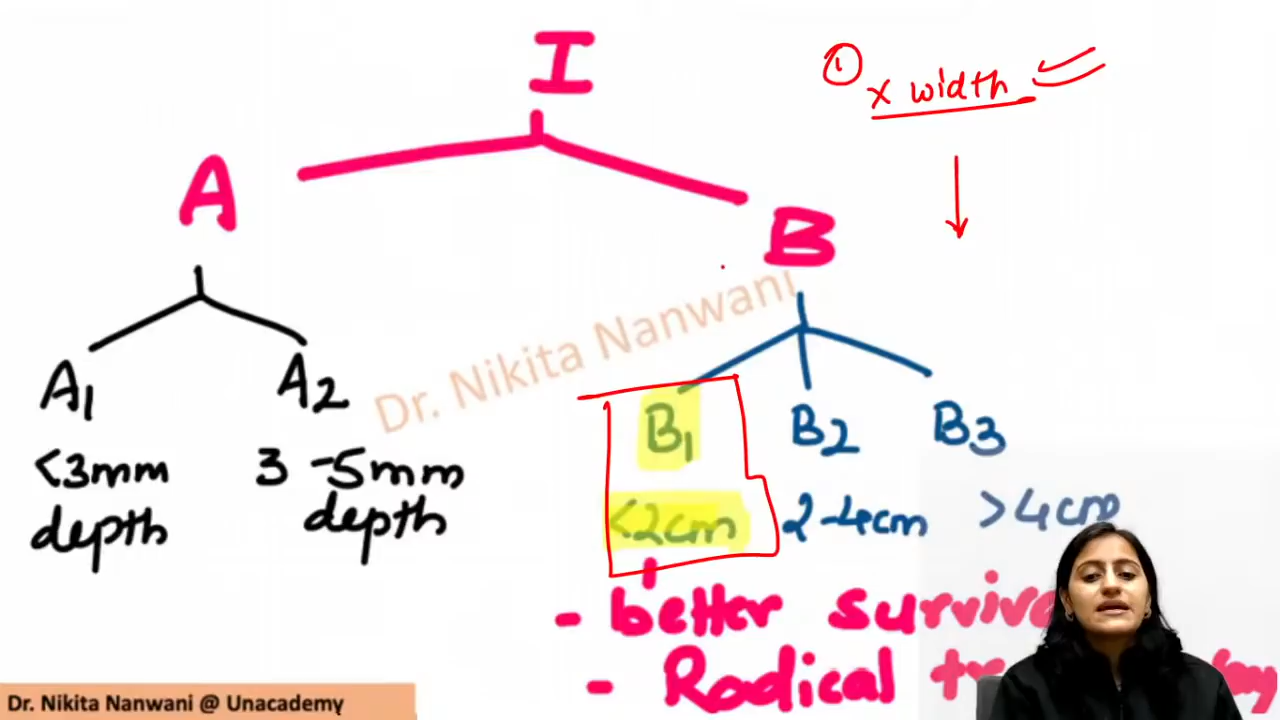 I
① x width
A
B
A1
A2
<3mm
depth
3-5mm
depth
B1
B2
B3
<2cm
2-4cm
>4cm
- better
- Radical
Dr. Nikita Nanwani
Dr. Nikita Nanwani @ Unacademy